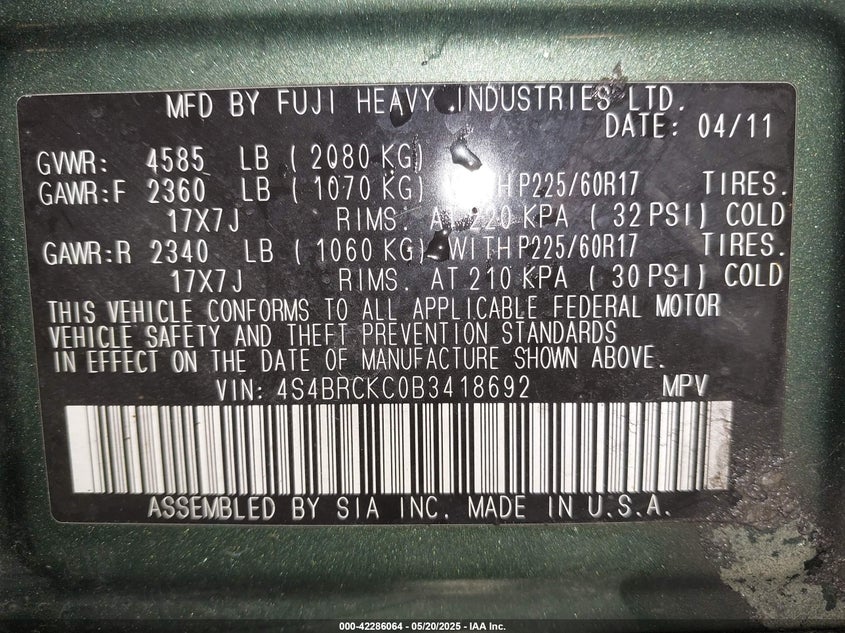 MFD BY FUJI HEAVY INDUSTRIES LTD.
DATE: 04/11
GVWR: 4585 LB ( 2080 KG)
GAWR:F 2360 LB ( 1070 KG) WITH P225/60R17 TIRES.
17X7J RIMS. AT 220 KPA ( 32 PSI) COLD
GAWR:R 2340 LB ( 1060 KG) WITH P225/60R17 TIRES.
17X7J RIMS. AT 210 KPA ( 30 PSI) COLD
THIS VEHICLE CONFORMS TO ALL APPLICABLE FEDERAL MOTOR
VEHICLE SAFETY AND THEFT PREVENTION STANDARDS
IN EFFECT ON THE DATE OF MANUFACTURE SHOWN ABOVE.
VIN: 4S4BRCKC0B3418692 MPV
ASSEMBLED BY SIA INC. MADE IN U.S.A.
000-42286064 - 05/20/2025 - IAA Inc.